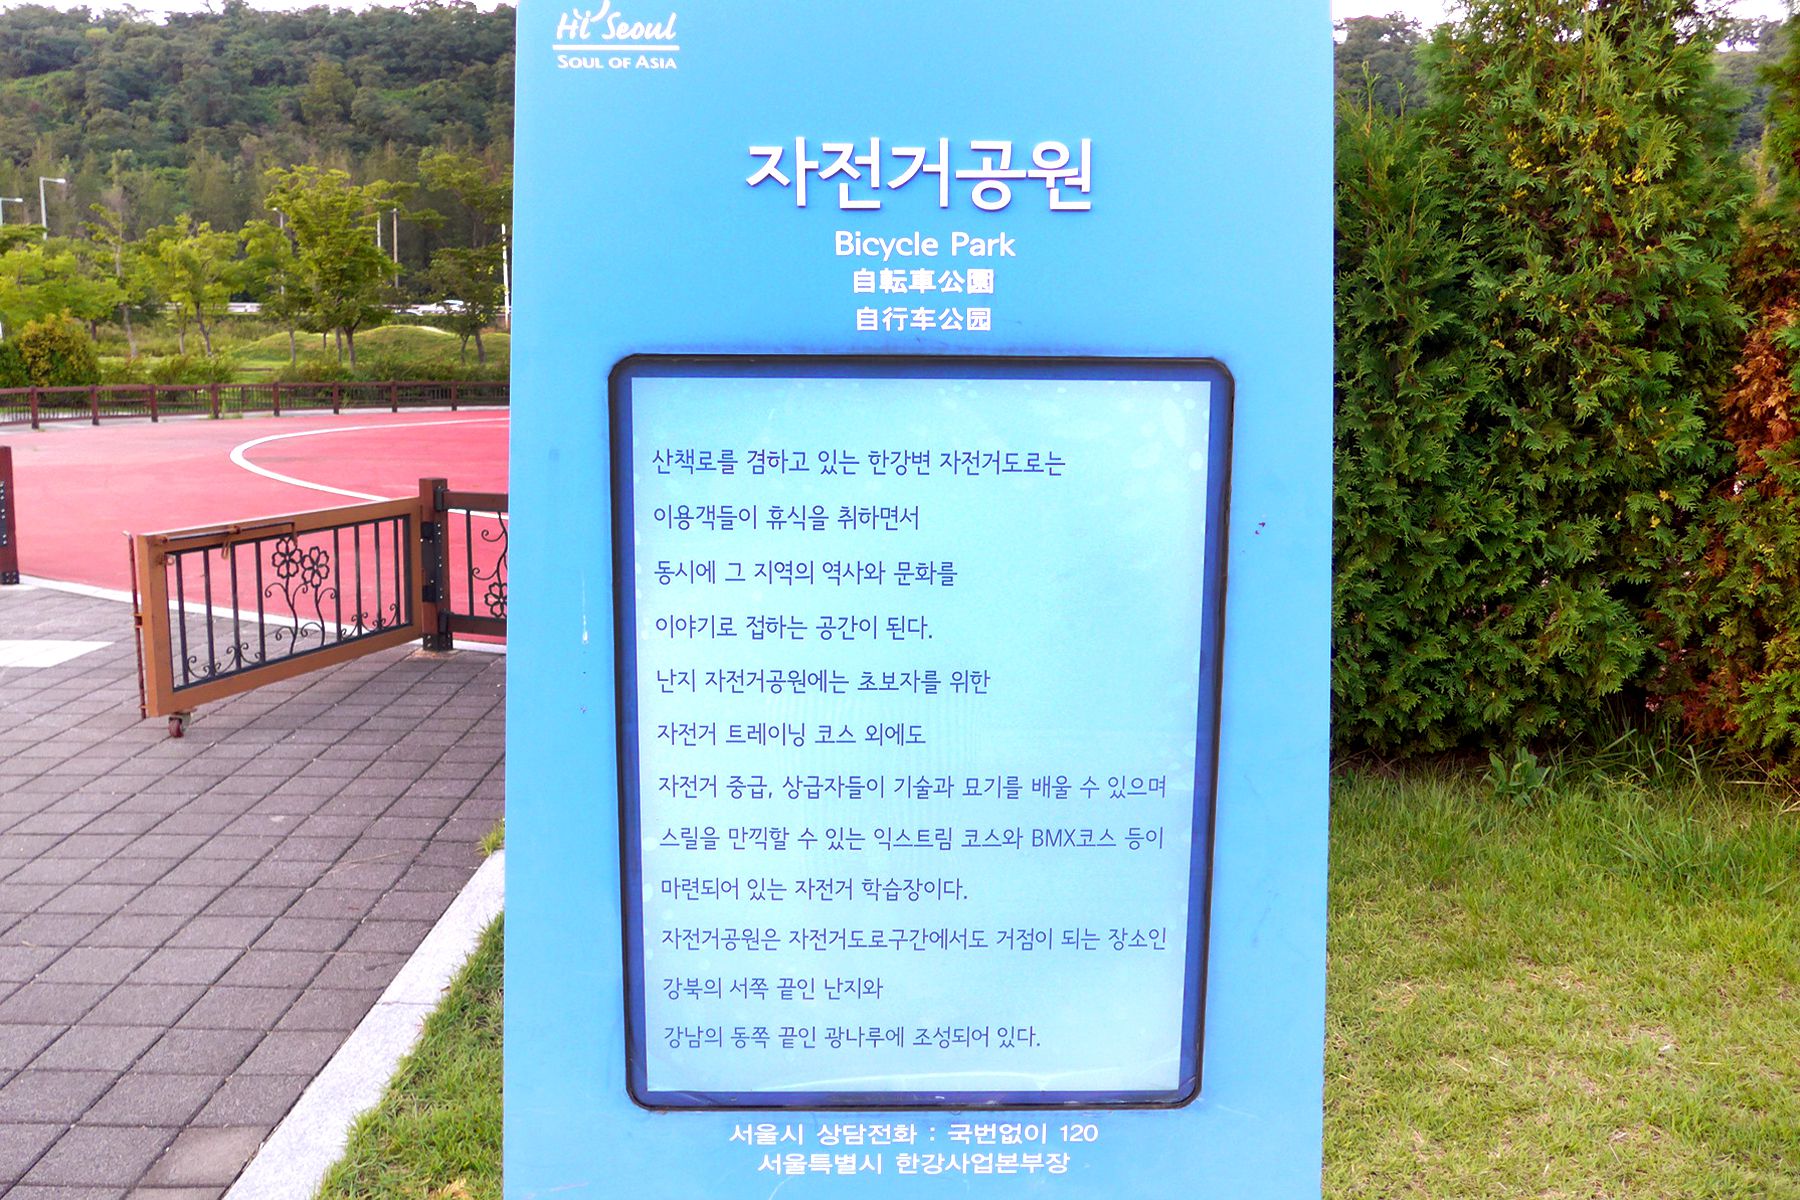 Hi Seoul
SOUL OF ASIA
자전거공원
Bicycle Park
自転車公園
自行车公园
산책로를 겸하고 있는 한강변 자전거도로는
이용객들이 휴식을 취하면서
동시에 그 지역의 역사와 문화를
이야기로 접하는 공간이 된다.
난지 자전거공원에는 초보자를 위한
자전거 트레이닝 코스 외에도
자전거 중급, 상급자들이 기술과 묘기를 배울 수 있으며
스릴을 만끽할 수 있는 익스트림 코스와 BMX코스 등이
마련되어 있는 자전거 학습장이다.
자전거공원은 자전거도로구간에서도 거점이 되는 장소인
강북의 서쪽 끝인 난지와
강남의 동쪽 끝인 광나루에 조성되어 있다.
서울시 상담전화 : 국번없이 120
서울특별시 한강사업본부장